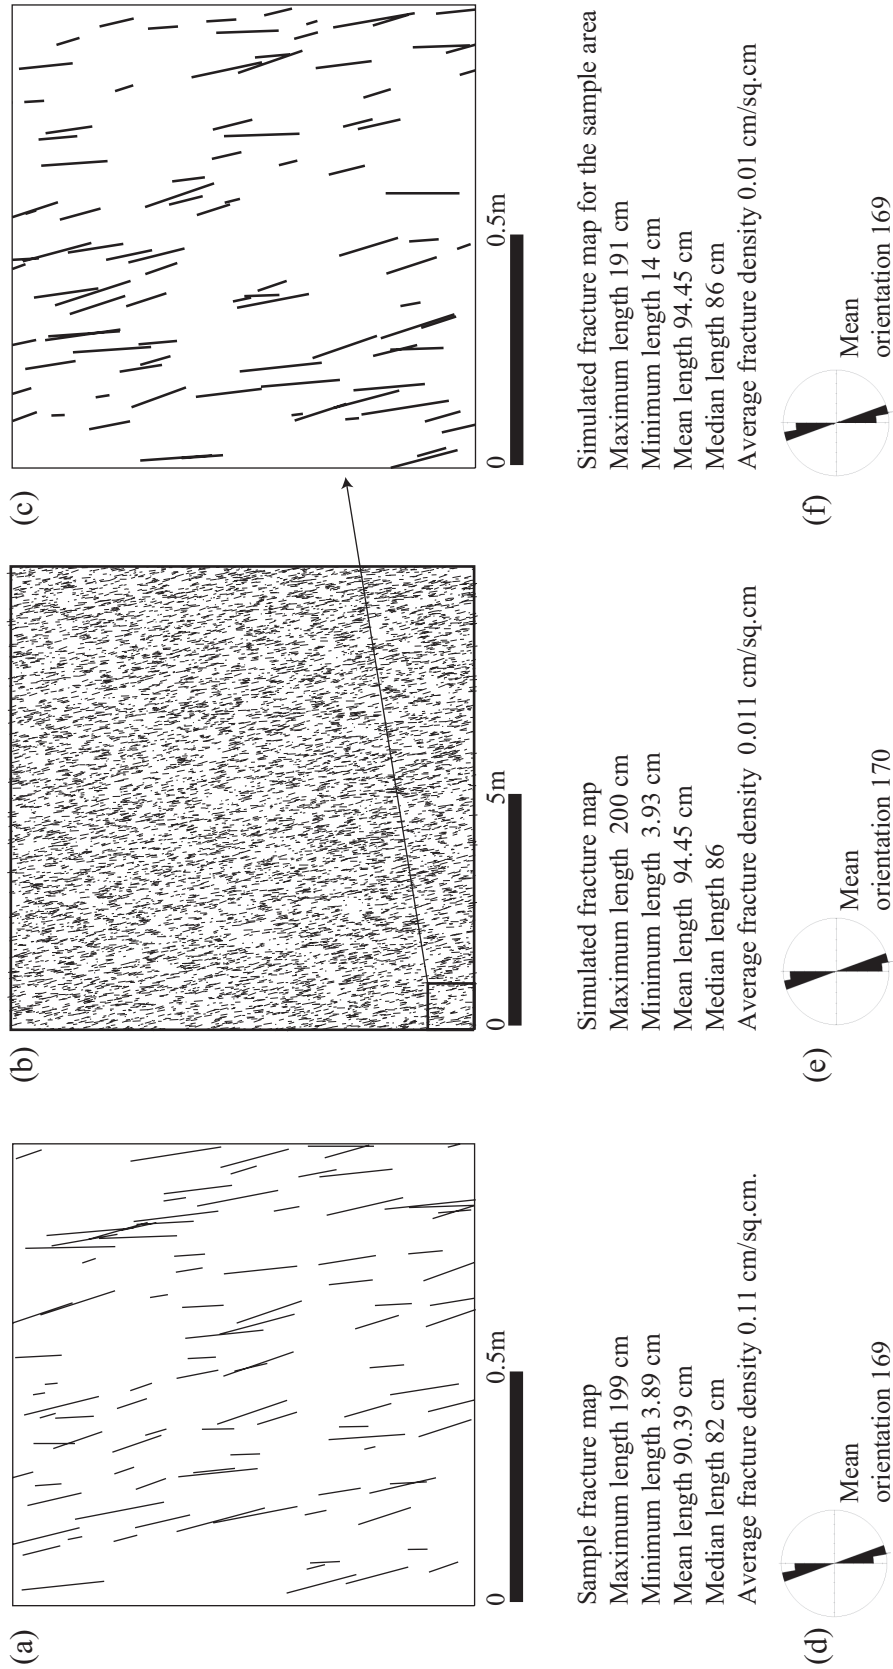 (a)
0
0.5m
Sample fracture map
Maximum length 199 cm
Minimum length 3.89 cm
Mean length 90.39 cm
Median length 82 cm
Average fracture density 0.11 cm/sq.cm.
(d)
Mean
orientation 169
(b)
0
5m
Simulated fracture map
Maximum length 200 cm
Minimum length 3.93 cm
Mean length 94.45 cm
Median length 86
Average fracture density 0.011 cm/sq.cm
(e)
Mean
orientation 170
(c)
0
0.5m
Simulated fracture map for the sample area
Maximum length 191 cm
Minimum length 14 cm
Mean length 94.45 cm
Median length 86 cm
Average fracture density 0.01 cm/sq.cm
(f)
Mean
orientation 169